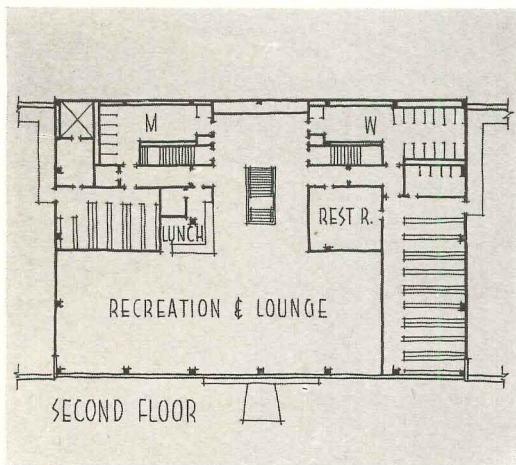 M
W
REST R.
LUNCH
RECREATION & LOUNGE
SECOND FLOOR